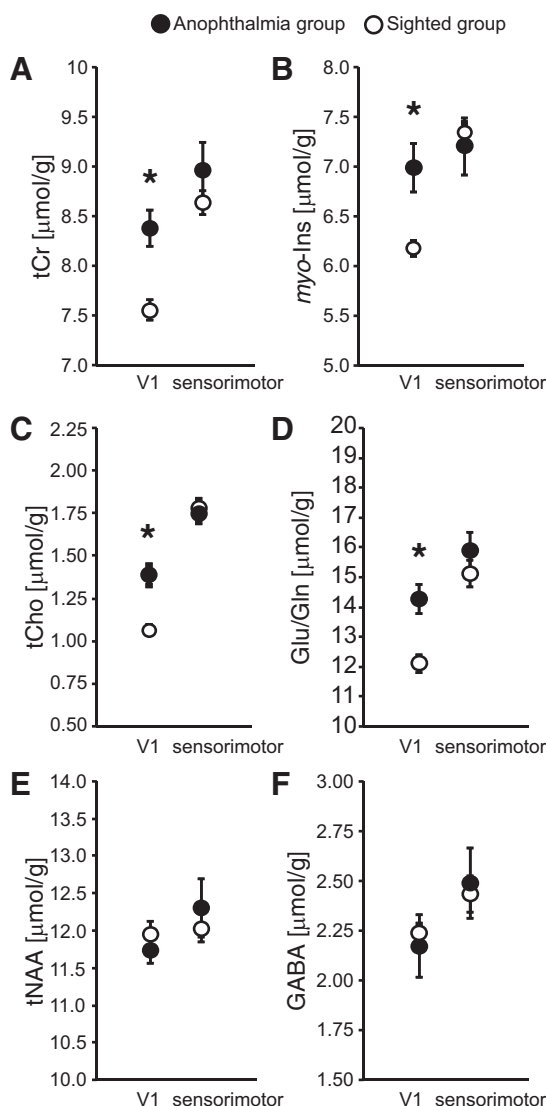 Anophthalmia group Sighted group
A
10
9.5
9.0
8.5
8.0
7.5
7.0
tCr [μmol/g]
*
V1 sensorimotor
B
8.0
7.5
7.0
6.5
6.0
5.5
5.0
myo-Ins [μmol/g]
*
V1 sensorimotor
C
2.25
2.00
1.75
1.50
1.25
1.00
0.75
0.50
tCho [μmol/g]
*
V1 sensorimotor
D
20
19
18
17
16
15
14
13
12
11
10
Glu/Gln [μmol/g]
*
V1 sensorimotor
E
14.0
13.5
13.0
12.5
12.0
11.5
11.0
10.5
10.0
tNAA [μmol/g]
V1 sensorimotor
F
3.00
2.75
2.50
2.25
2.00
1.75
1.50
GABA [μmol/g]
V1 sensorimotor